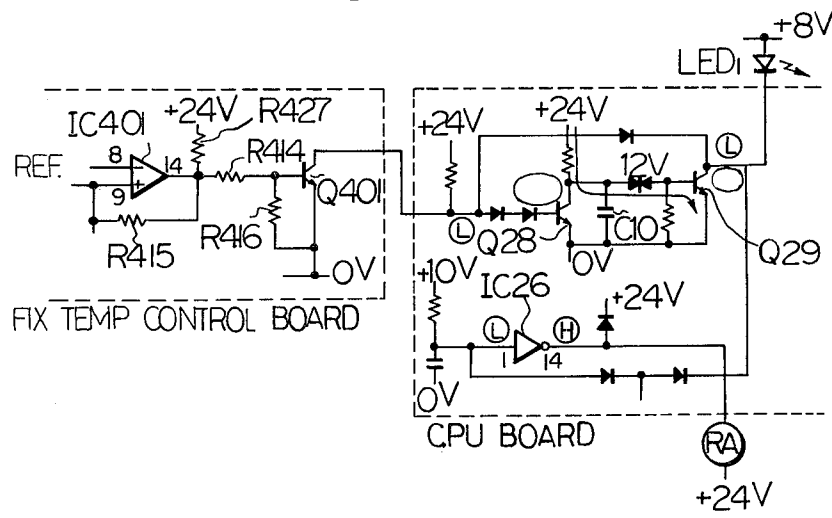 +8V
LED1
+24V
R427
IC401
8
14
R414
REF.
9
+
Q401
R415
R416
0V
FIX TEMP CONTROL BOARD
+24V
+24V
L
12V
L
Q28
C10
0V
Q29
+10V
IC26
+24V
L
H
1
14
0V
CPU BOARD
RA
+24V